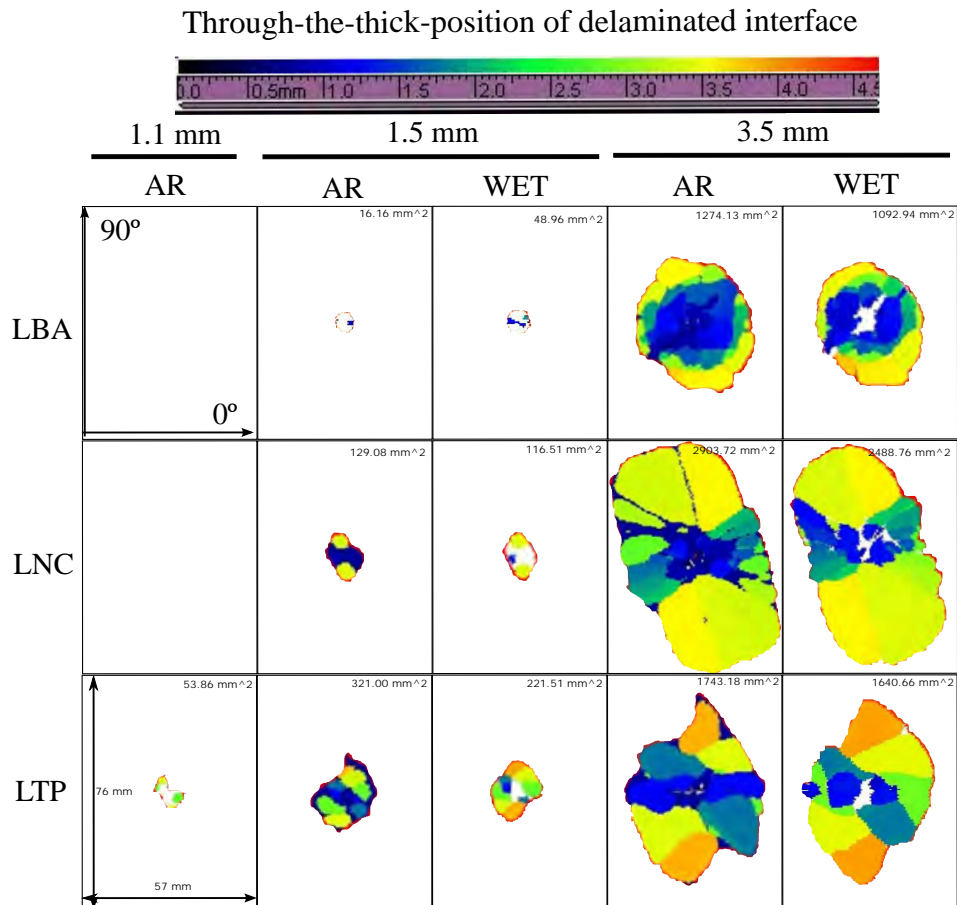 Through-the-thick-position of delaminated interface
0.0 0.5mm 1.0 1.5 2.0 2.5 3.0 3.5 4.0 4.5
1.1 mm 1.5 mm 3.5 mm
AR AR WET AR WET
16.16 mm^2 48.96 mm^2 1274.13 mm^2 1092.94 mm^2
90º
LBA
0º
129.08 mm^2 116.51 mm^2 2903.72 mm^2 2488.76 mm^2
LNC
53.86 mm^2 321.00 mm^2 221.51 mm^2 1743.18 mm^2 1640.66 mm^2
LTP
76 mm
57 mm